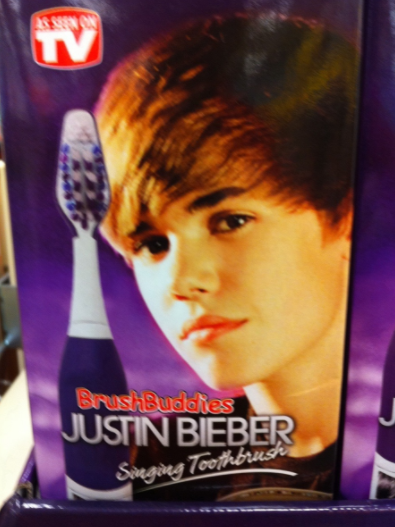 AS SEEN ON
TV
BrushBuddies
JUSTIN BIEBER
Singing Toothbrush